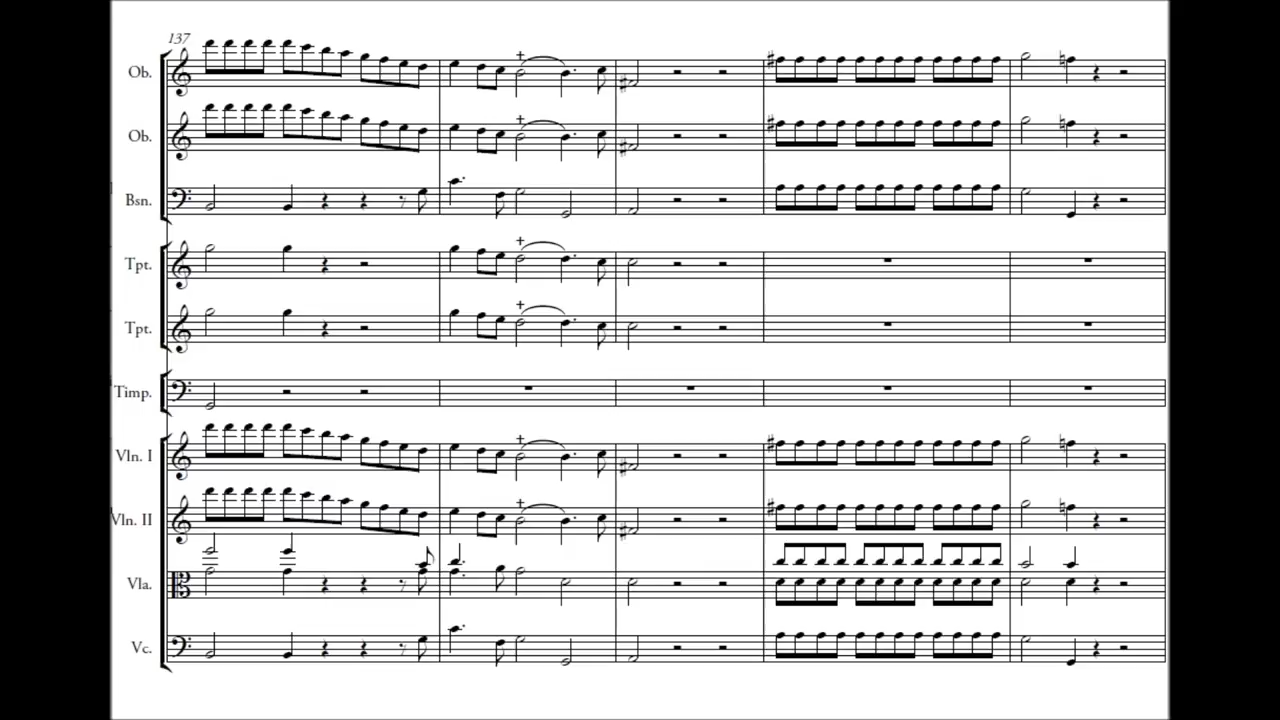 137
Ob.
Ob.
Bsn.
Tpt.
Tpt.
Timp.
Vln. I
Vln. II
Vla.
Vc.